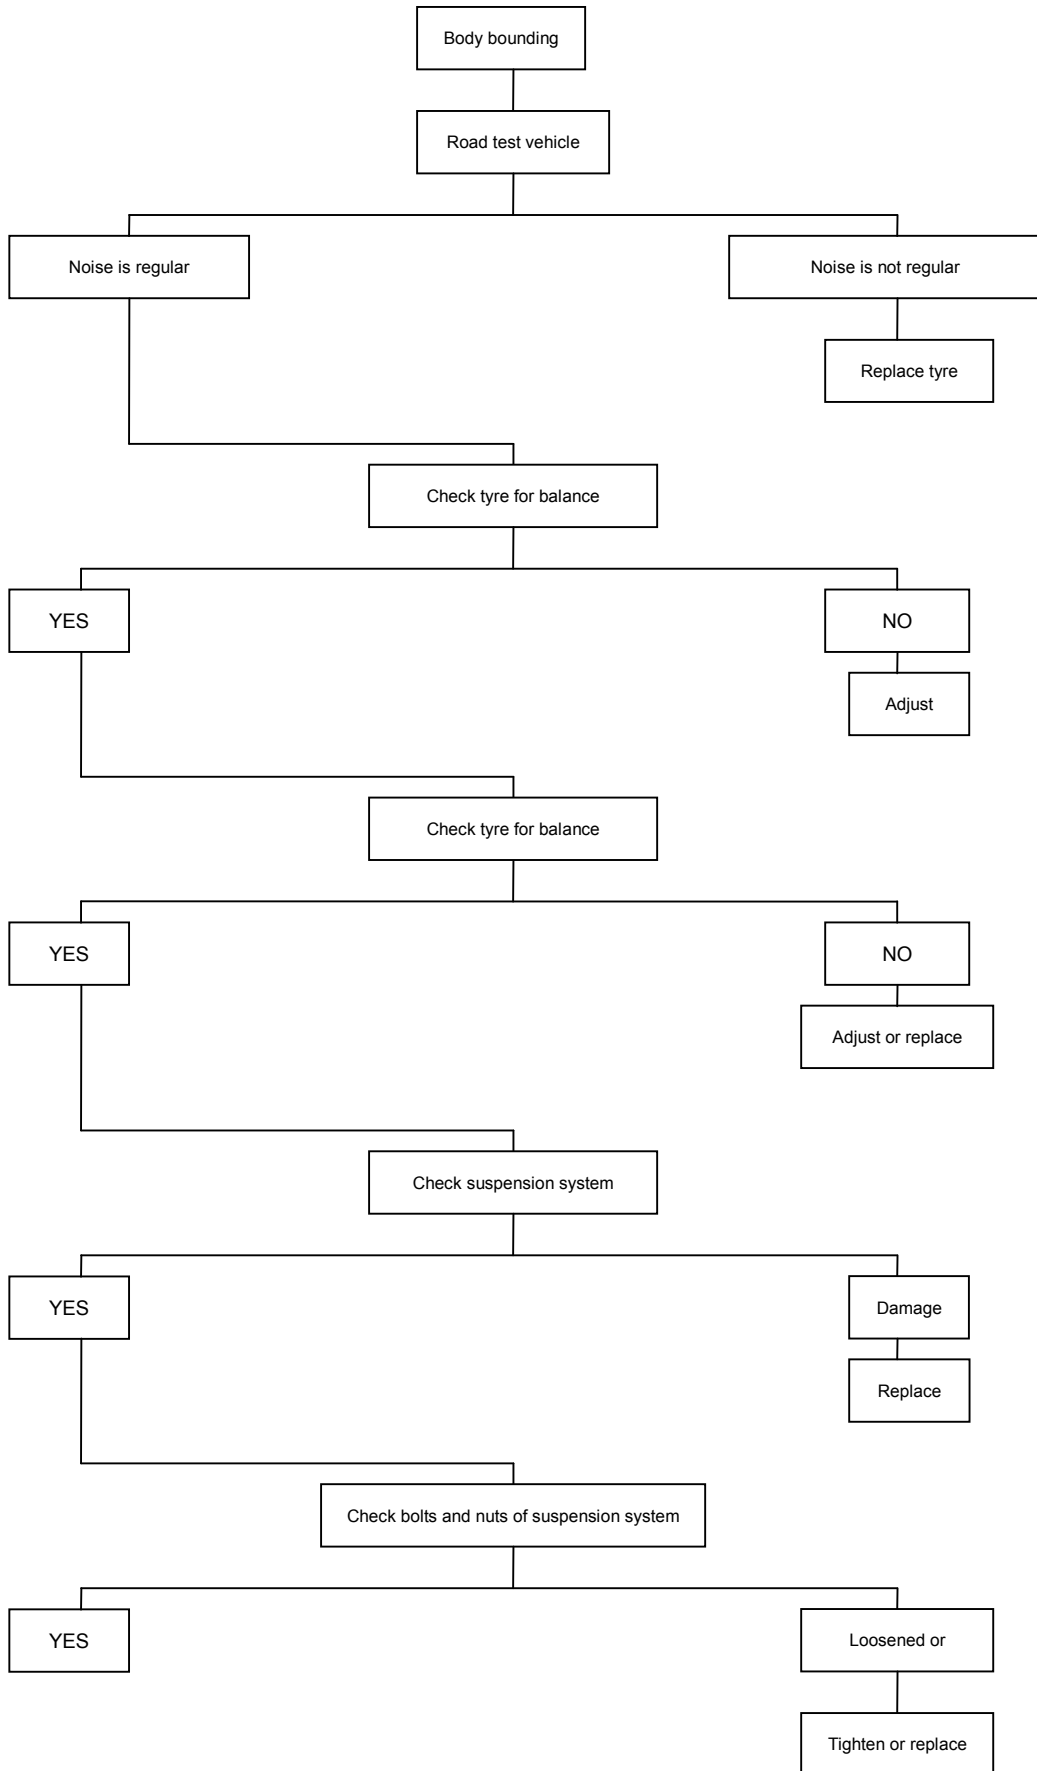 Body bounding
Road test vehicle
Noise is regular
Noise is not regular
Replace tyre
Check tyre for balance
YES
NO
Adjust
Check tyre for balance
YES
NO
Adjust or replace
Check suspension system
YES
Damage
Replace
Check bolts and nuts of suspension system
YES
Loosened or
Tighten or replace